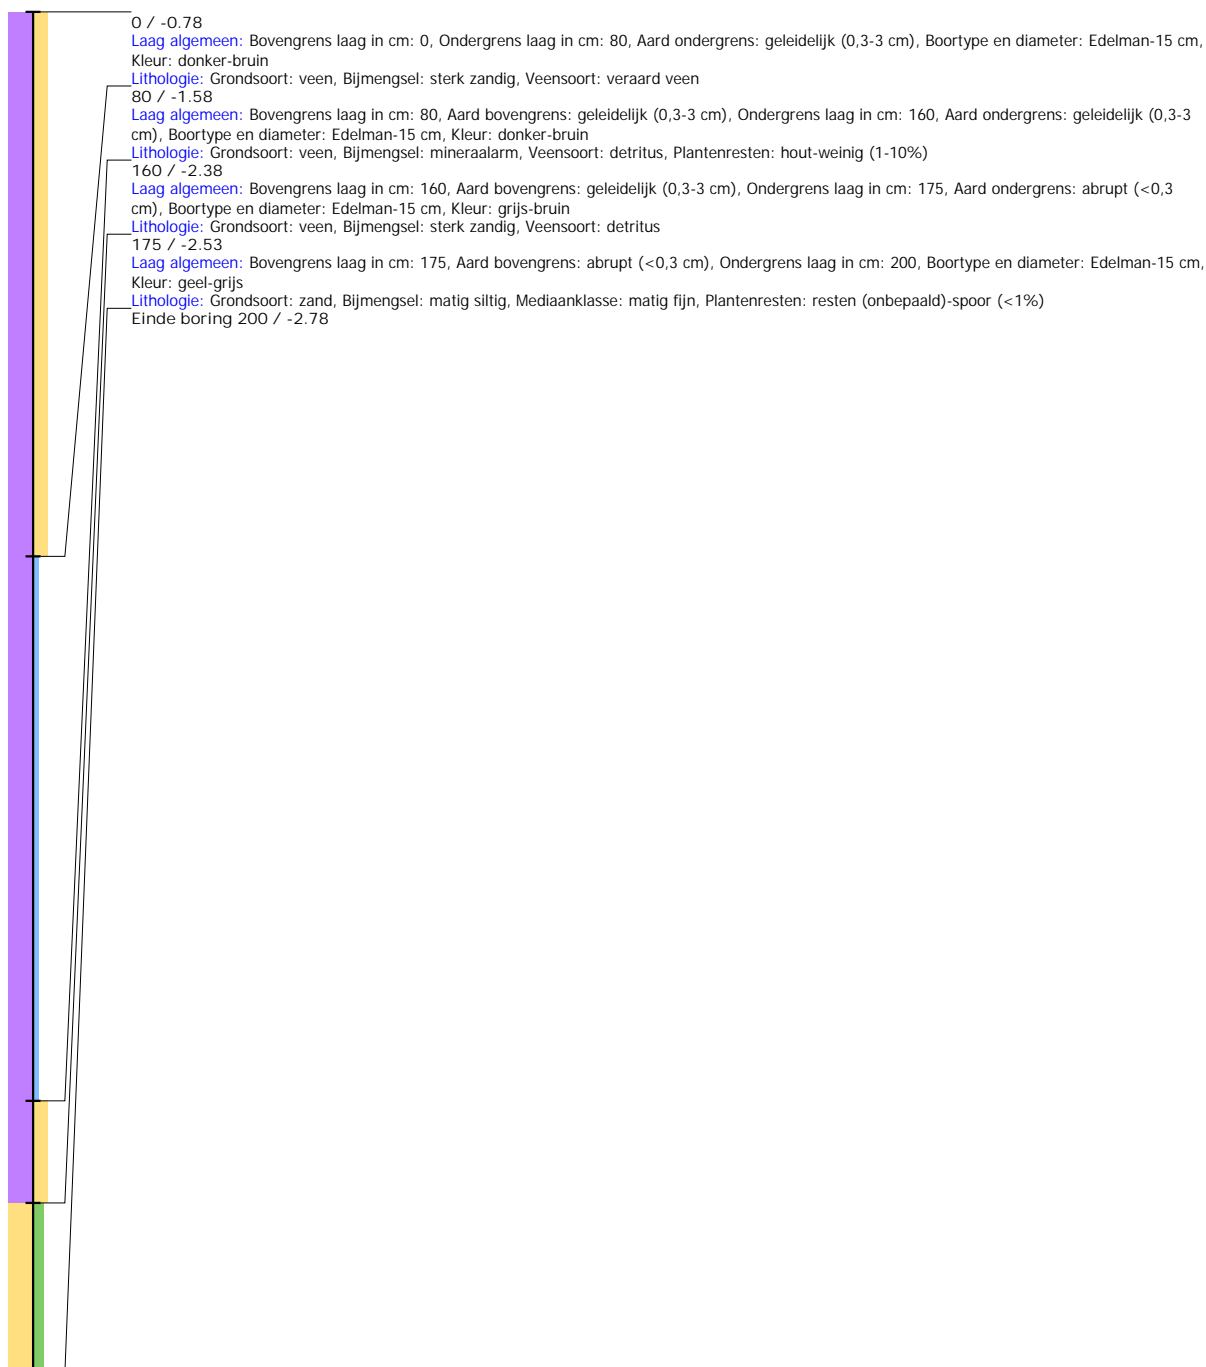 0 / -0.78
Laag algemeen: Bovengrens laag in cm: 0, Ondergrens laag in cm: 80, Aard ondergrens: geleidelijk (0,3-3 cm), Boortype en diameter: Edelman-15 cm,
Kleur: donker-bruin
Lithologie: Grondsoort: veen, Bijmengsel: sterk zandig, Veensoort: veraard veen
80 / -1.58
Laag algemeen: Bovengrens laag in cm: 80, Aard bovengrens: geleidelijk (0,3-3 cm), Ondergrens laag in cm: 160, Aard ondergrens: geleidelijk (0,3-3
cm), Boortype en diameter: Edelman-15 cm, Kleur: donker-bruin
Lithologie: Grondsoort: veen, Bijmengsel: mineraalarm, Veensoort: detritus, Plantenresten: hout-weinig (1-10%)
160 / -2.38
Laag algemeen: Bovengrens laag in cm: 160, Aard bovengrens: geleidelijk (0,3-3 cm), Ondergrens laag in cm: 175, Aard ondergrens: abrupt (<0,3
cm), Boortype en diameter: Edelman-15 cm, Kleur: grijs-bruin
Lithologie: Grondsoort: veen, Bijmengsel: sterk zandig, Veensoort: detritus
175 / -2.53
Laag algemeen: Bovengrens laag in cm: 175, Aard bovengrens: abrupt (<0,3 cm), Ondergrens laag in cm: 200, Boortype en diameter: Edelman-15 cm,
Kleur: geel-grijs
Lithologie: Grondsoort: zand, Bijmengsel: matig siltig, Mediaanklasse: matig fijn, Plantenresten: resten (onbepaald)-spoor (<1%)
Einde boring 200 / -2.78